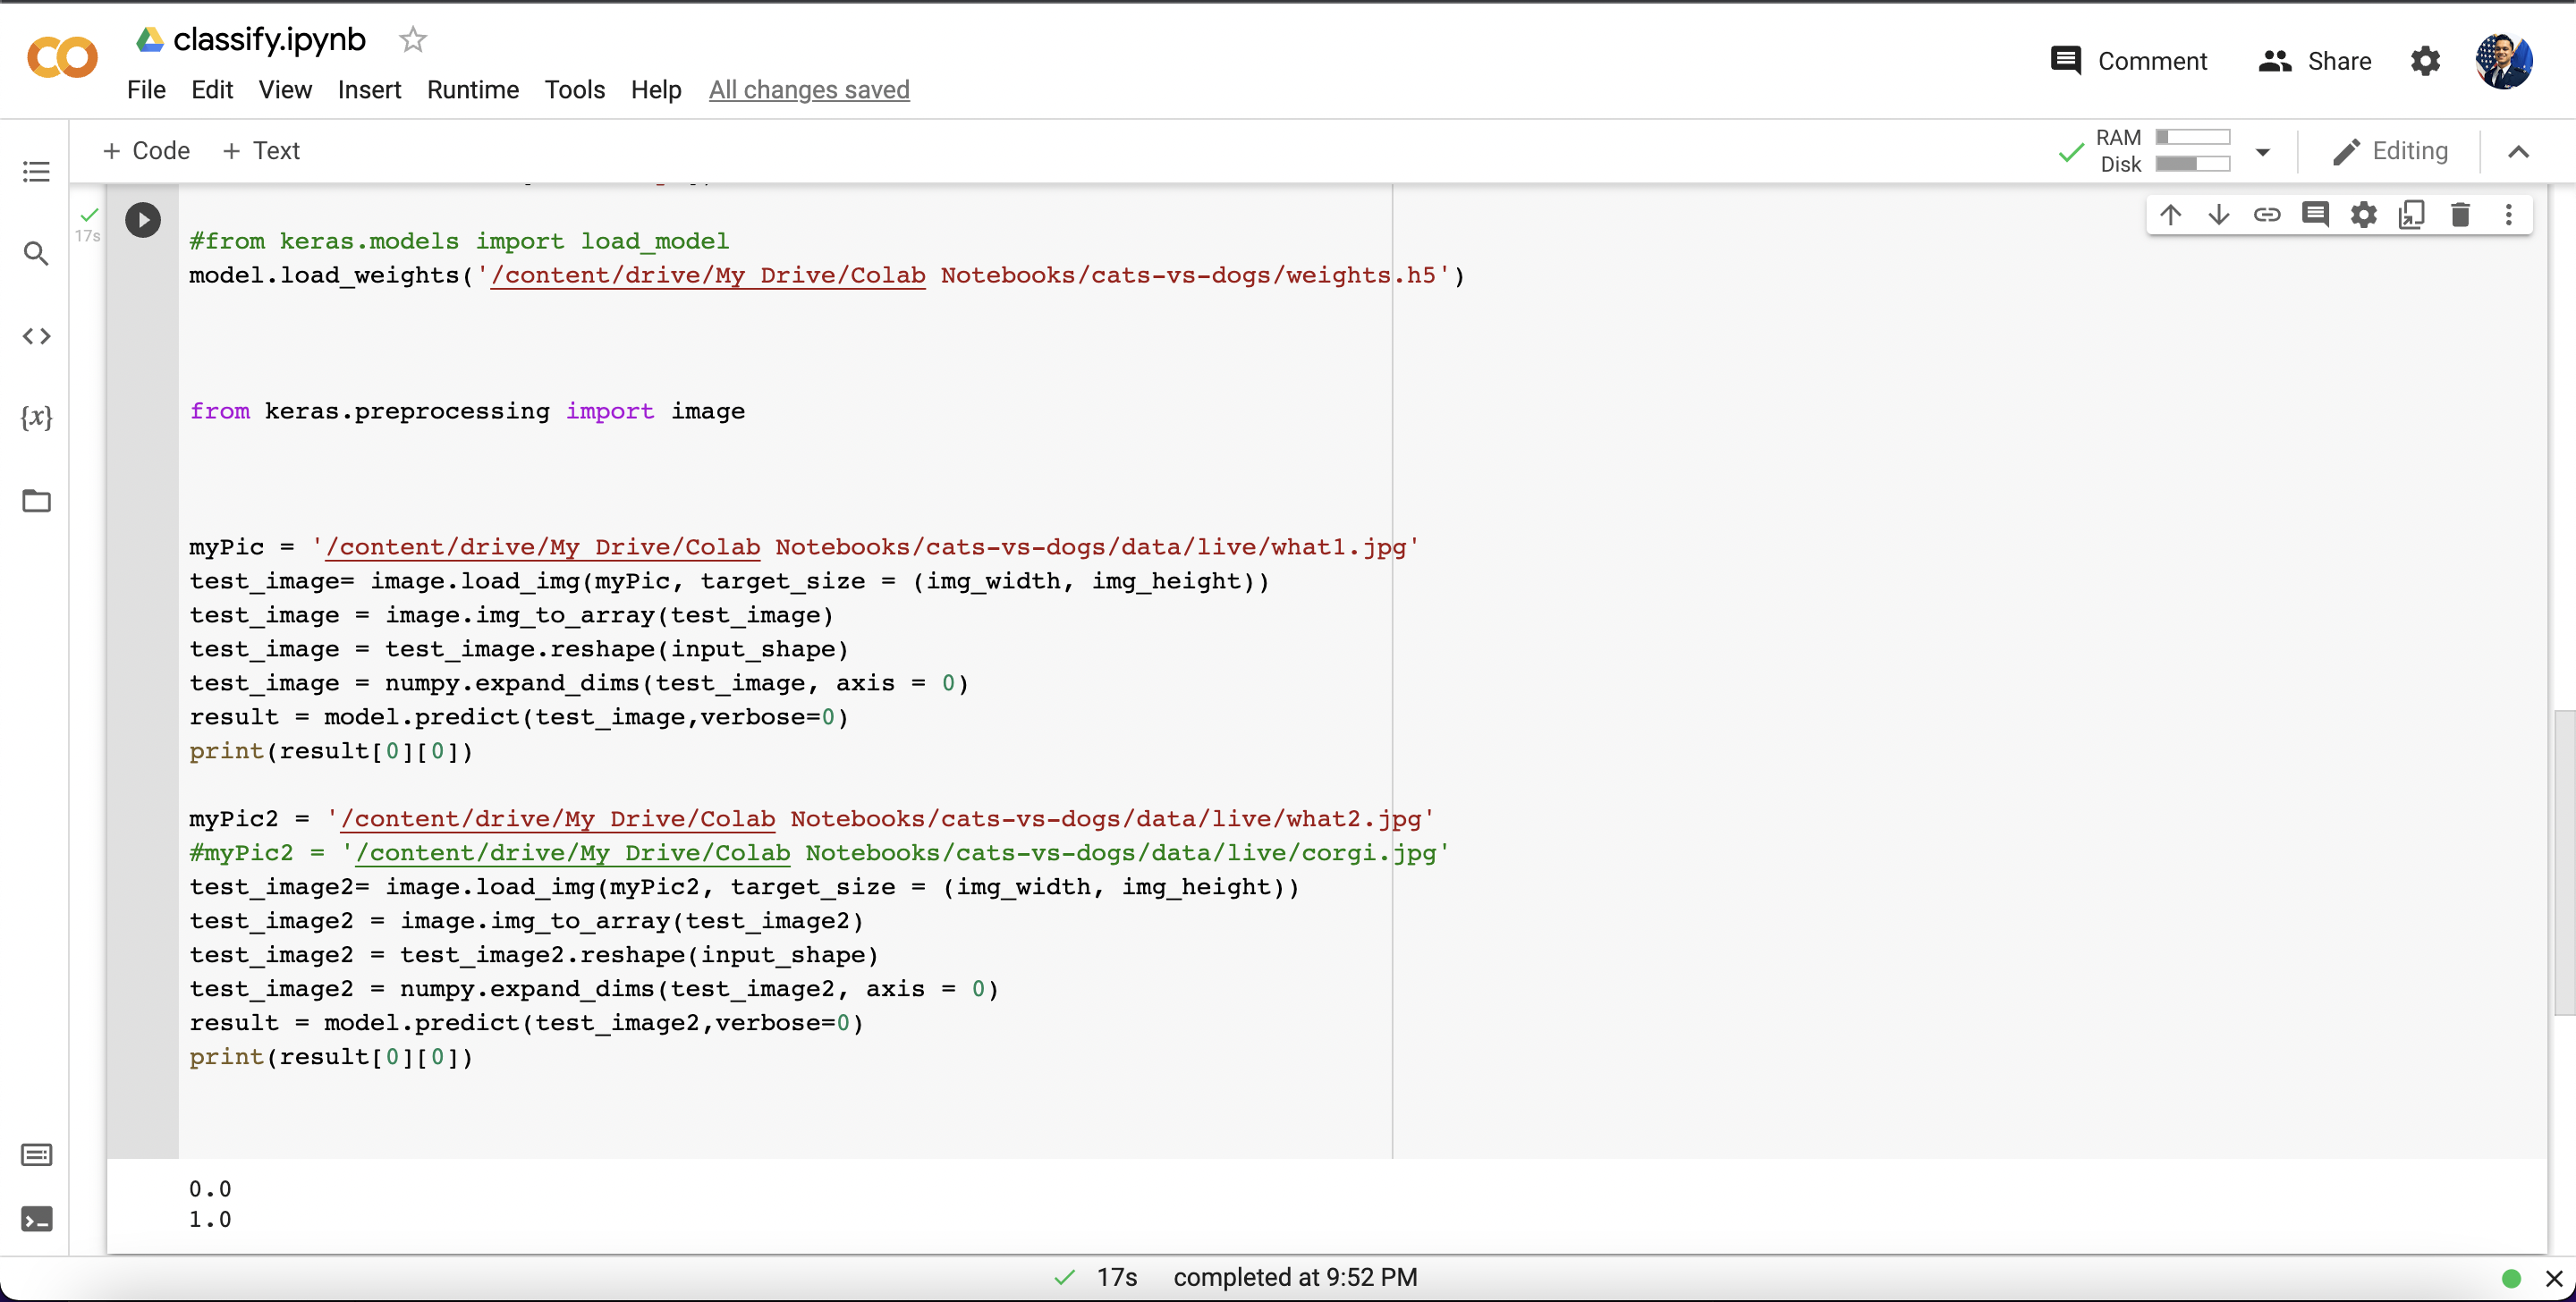 classify.ipynb
File Edit View Insert Runtime Tools Help All changes saved
Comment Share
+ Code + Text
RAM
Disk
Editing
17s
#from keras.models import load_model
model.load_weights('/content/drive/My Drive/Colab Notebooks/cats-vs-dogs/weights.h5')
from keras.preprocessing import image
myPic = '/content/drive/My Drive/Colab Notebooks/cats-vs-dogs/data/live/what1.jpg'
test_image= image.load_img(myPic, target_size = (img_width, img_height))
test_image = image.img_to_array(test_image)
test_image = test_image.reshape(input_shape)
test_image = numpy.expand_dims(test_image, axis = 0)
result = model.predict(test_image,verbose=0)
print(result[0][0])
myPic2 = '/content/drive/My Drive/Colab Notebooks/cats-vs-dogs/data/live/what2.jpg'
#myPic2 = '/content/drive/My Drive/Colab Notebooks/cats-vs-dogs/data/live/corgi.jpg'
test_image2= image.load_img(myPic2, target_size = (img_width, img_height))
test_image2 = image.img_to_array(test_image2)
test_image2 = test_image2.reshape(input_shape)
test_image2 = numpy.expand_dims(test_image2, axis = 0)
result = model.predict(test_image2,verbose=0)
print(result[0][0])
0.0
1.0
17s completed at 9:52 PM